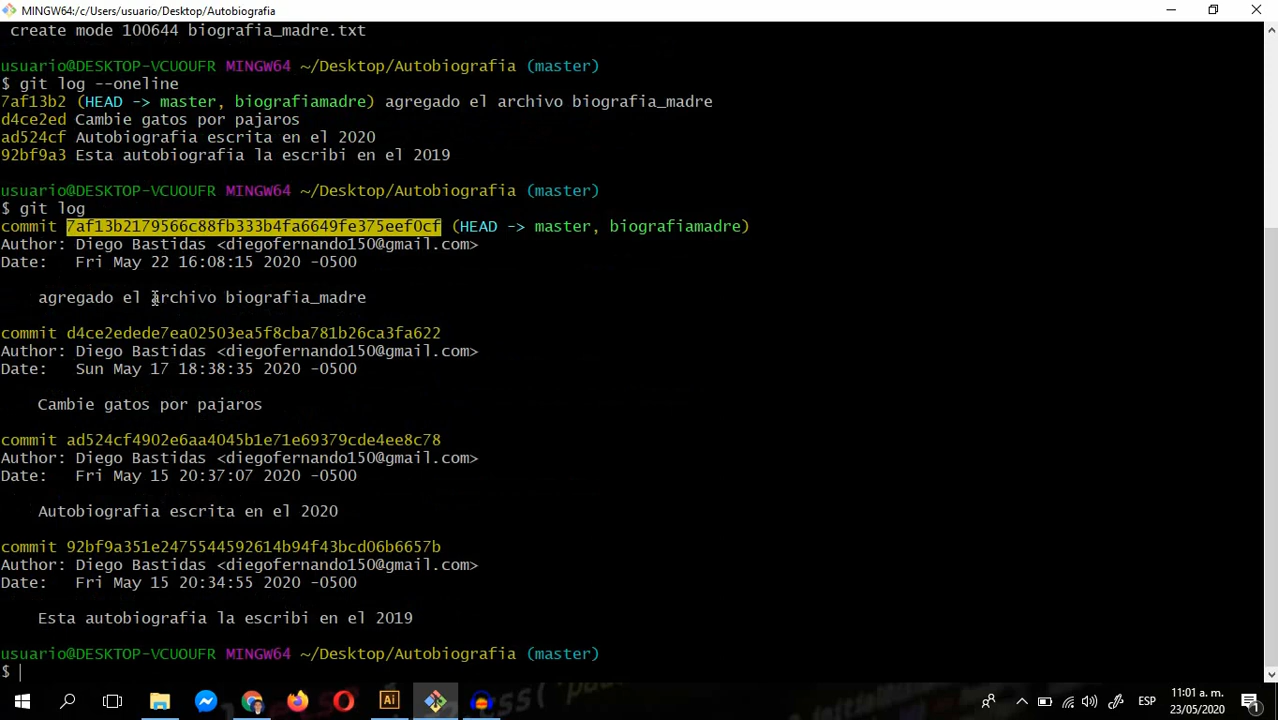 MINGW64:/c/Users/usuario/Desktop/Autobiografia
create mode 100644 biografia_madre.txt
usuario@DESKTOP-VCUOUFR MINGW64 ~/Desktop/Autobiografia (master)
$ git log --oneline
7af13b2 (HEAD -> master, biografiamadre) agregado el archivo biografia_madre
d4ce2ed Cambie gatos por pajaros
ad524cf Autobiografia escrita en el 2020
92bf9a3 Esta autobiografia la escribi en el 2019
usuario@DESKTOP-VCUOUFR MINGW64 ~/Desktop/Autobiografia (master)
$ git log
commit 7af13b2179566c88fb333b4fa6649fe375eef0cf (HEAD -> master, biografiamadre)
Author: Diego Bastidas <diegofernando150@gmail.com>
Date:   Fri May 22 16:08:15 2020 -0500
agregado el archivo biografia_madre
commit d4ce2edede7ea02503ea5f8cba781b26ca3fa622
Author: Diego Bastidas <diegofernando150@gmail.com>
Date:   Sun May 17 18:38:35 2020 -0500
Cambie gatos por pajaros
commit ad524cf4902e6aa4045b1e71e69379cde4ee8c78
Author: Diego Bastidas <diegofernando150@gmail.com>
Date:   Fri May 15 20:37:07 2020 -0500
Autobiografia escrita en el 2020
commit 92bf9a351e2475544592614b94f43bcd06b6657b
Author: Diego Bastidas <diegofernando150@gmail.com>
Date:   Fri May 15 20:34:55 2020 -0500
Esta autobiografia la escribi en el 2019
usuario@DESKTOP-VCUOUFR MINGW64 ~/Desktop/Autobiografia (master)
$
Ai
ESP
11:01 a. m.
23/05/2020
1